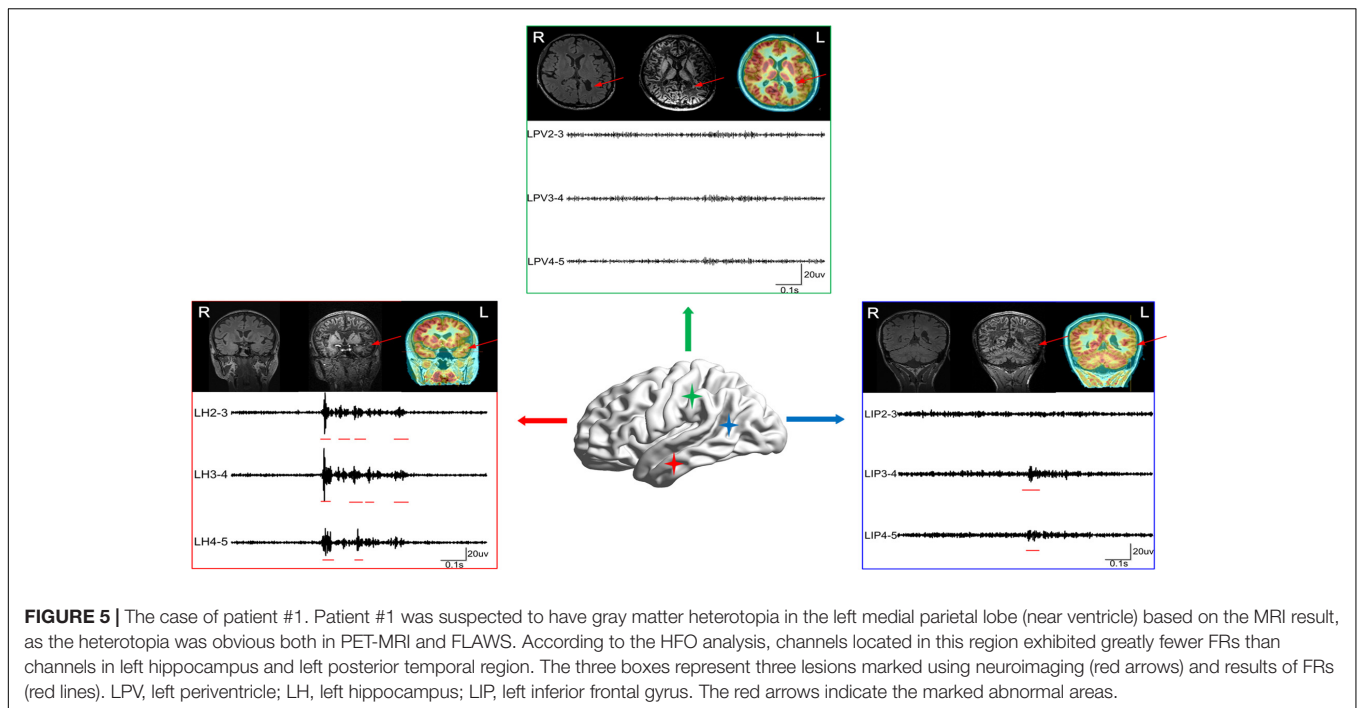 R L
LPV2-3
LPV3-4
LPV4-5
20uv
0.1s
R L
LH2-3
LH3-4
LH4-5
20uv
0.1s
R L
LIP2-3
LIP3-4
LIP4-5
20uv
0.1s
FIGURE 5 | The case of patient #1. Patient #1 was suspected to have gray matter heterotopia in the left medial parietal lobe (near ventricle) based on the MRI result,
as the heterotopia was obvious both in PET-MRI and FLAWS. According to the HFO analysis, channels located in this region exhibited greatly fewer FRs than
channels in left hippocampus and left posterior temporal region. The three boxes represent three lesions marked using neuroimaging (red arrows) and results of FRs
(red lines). LPV, left periventricle; LH, left hippocampus; LIP, left inferior frontal gyrus. The red arrows indicate the marked abnormal areas.